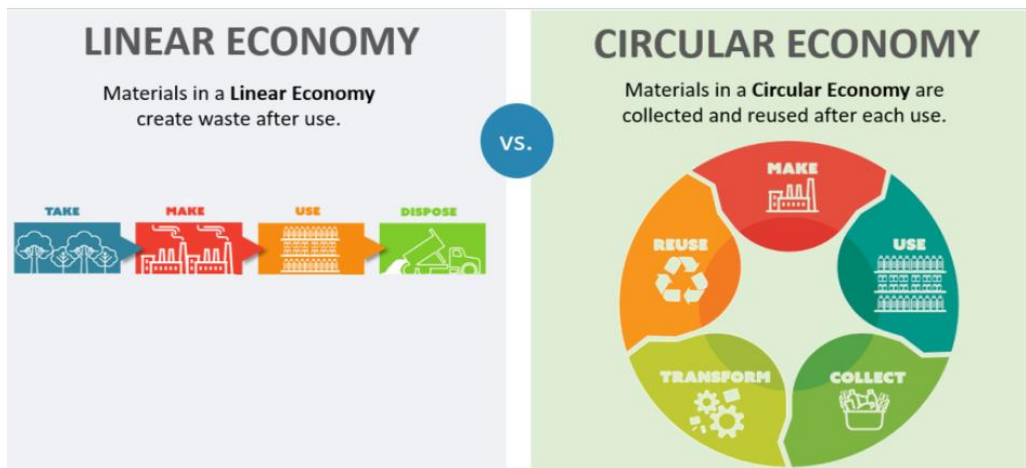 LINEAR ECONOMY
Materials in a Linear Economy
create waste after use.
TAKE
MAKE
USE
DISPOSE
vs.
CIRCULAR ECONOMY
Materials in a Circular Economy are
collected and reused after each use.
MAKE
USE
COLLECT
TRANSFORM
REUSE